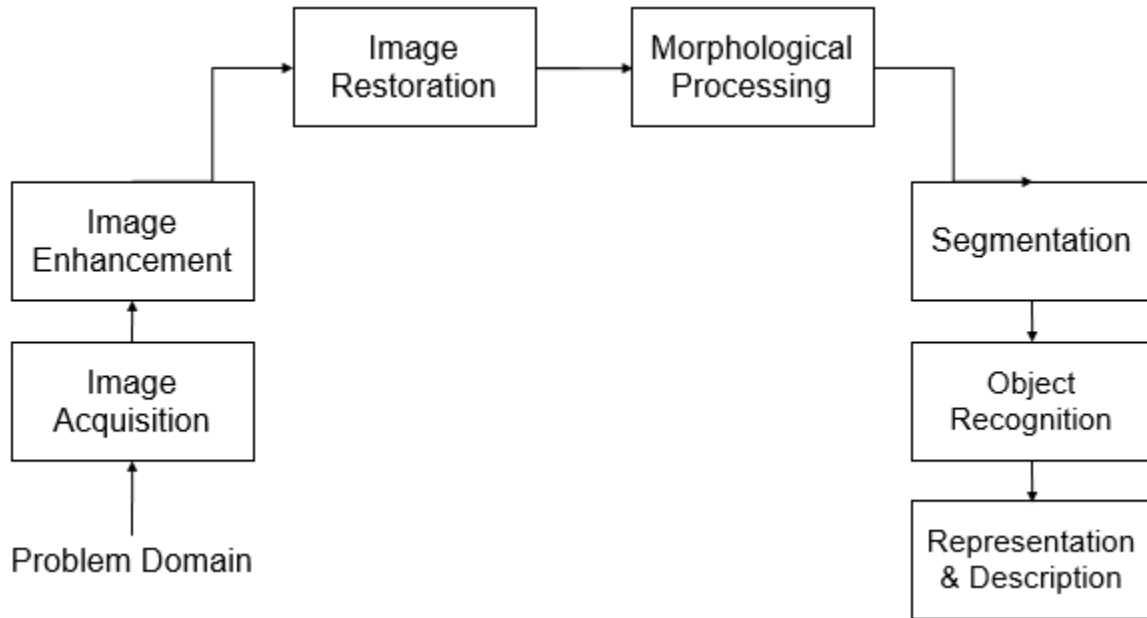 Image
Restoration
Morphological
Processing
Image
Enhancement
Segmentation
Image
Acquisition
Object
Recognition
Problem Domain
Representation
& Description